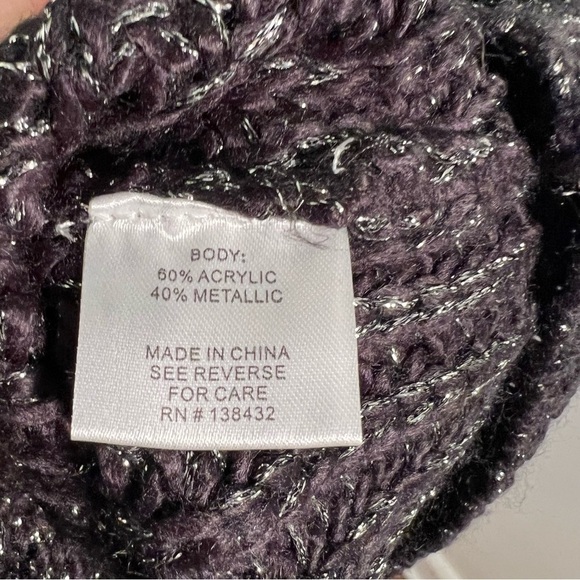 BODY:
60% ACRYLIC
40% METALLIC
MADE IN CHINA
SEE REVERSE
FOR CARE
RN # 138432